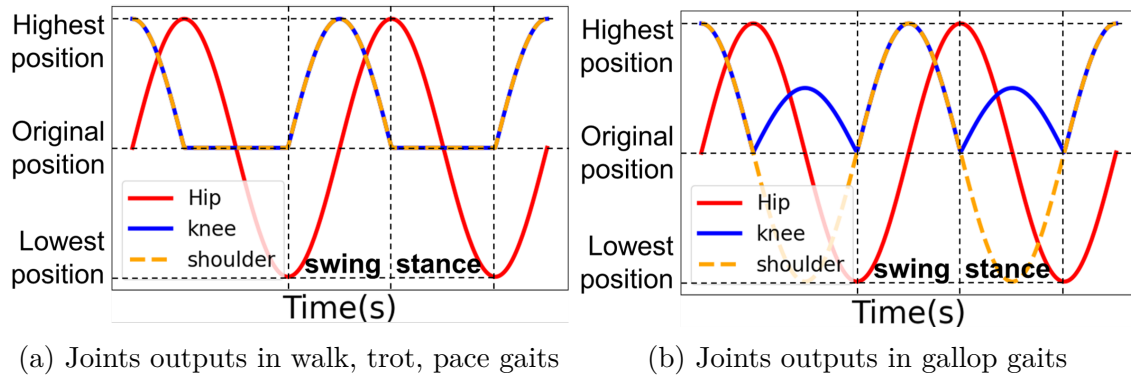 Highest
position
Original
position
Lowest
position
Hip
knee
shoulder
swing stance
Time(s)
(a) Joints outputs in walk, trot, pace gaits
Highest
position
Original
position
Lowest
position
Hip
knee
shoulder
swing stance
Time(s)
(b) Joints outputs in gallop gaits